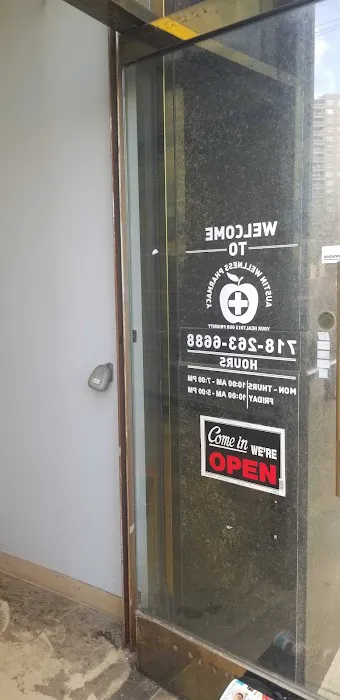 WELCOME
TO
AUSTIN WELLNESS PHARMACY
YOUR HEALTH IS OUR PRIORITY
718-263-6688
HOURS
MON - THURS 10:00 AM - 7:00 PM
FRIDAY 10:00 AM - 5:00 PM
Come in WE'RE
OPEN